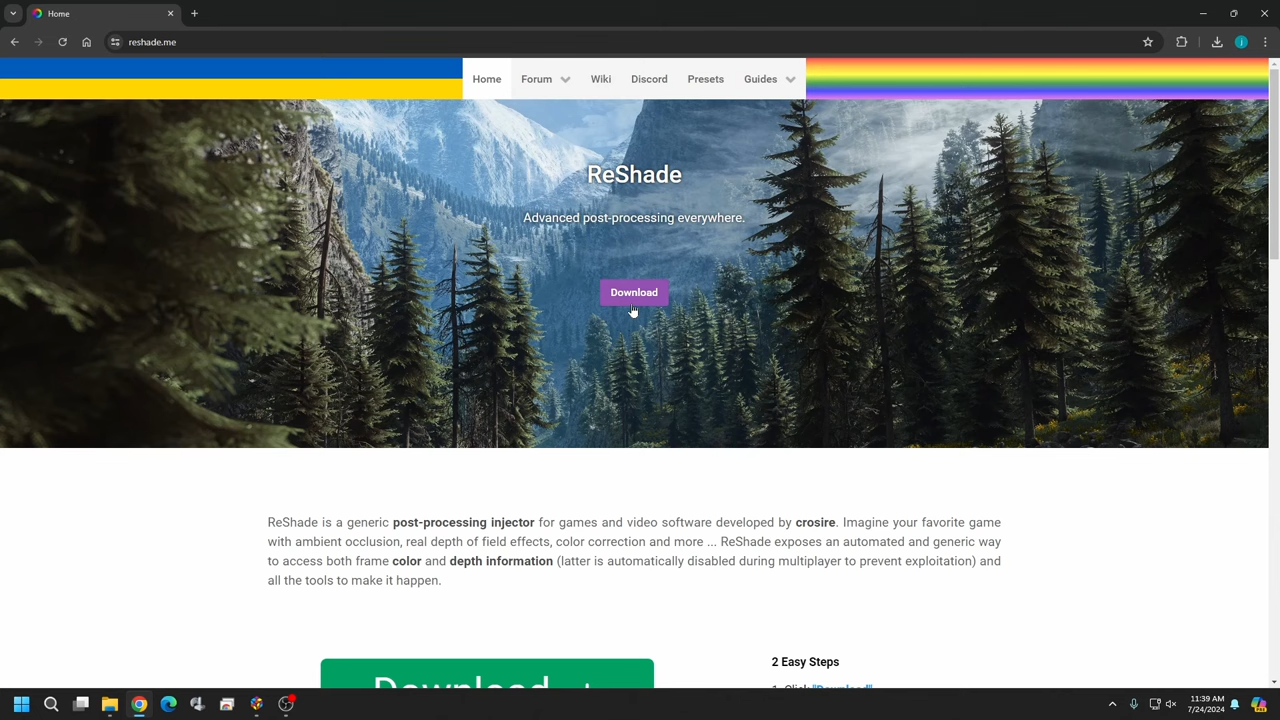 Home
reshade.me
Home Forum Wiki Discord Presets Guides
ReShade
Advanced post-processing everywhere.
Download
ReShade is a generic post-processing injector for games and video software developed by crosire. Imagine your favorite game
with ambient occlusion, real depth of field effects, color correction and more ... ReShade exposes an automated and generic way
to access both frame color and depth information (latter is automatically disabled during multiplayer to prevent exploitation) and
all the tools to make it happen.
Download
2 Easy Steps
1. Click "Download"
11:39 AM
7/24/2024